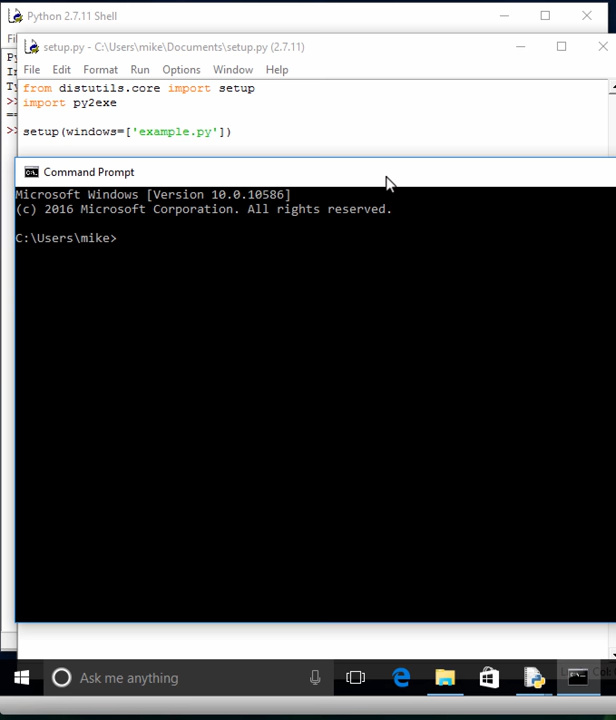 Python 2.7.11 Shell
setup.py - C:\Users\mike\Documents\setup.py (2.7.11)
File Edit Format Run Options Window Help
from distutils.core import setup
import py2exe
setup(windows=['example.py'])
Command Prompt
Microsoft Windows [Version 10.0.10586]
(c) 2016 Microsoft Corporation. All rights reserved.
C:\Users\mike>
Ask me anything